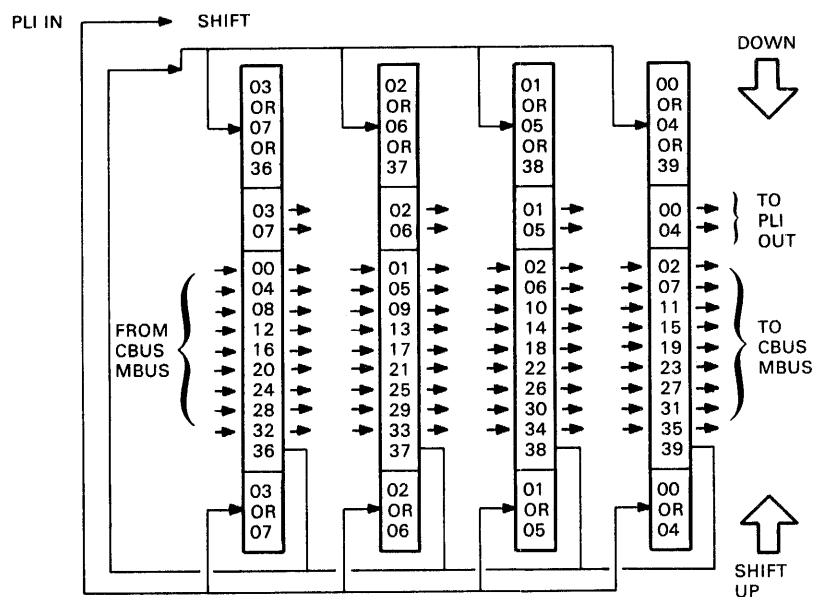 PLI IN
SHIFT
DOWN
03
OR
07
OR
36
02
OR
06
OR
37
01
OR
05
OR
38
00
OR
04
OR
39
03
07
02
06
01
05
00
04
TO
PLI
OUT
FROM
CBUS
MBUS
00
04
08
12
16
20
24
28
32
36
01
05
09
13
17
21
25
29
33
37
02
06
10
14
18
22
26
30
34
38
02
07
11
15
19
23
27
31
35
39
TO
CBUS
MBUS
03
OR
07
02
OR
06
01
OR
05
00
OR
04
SHIFT
UP